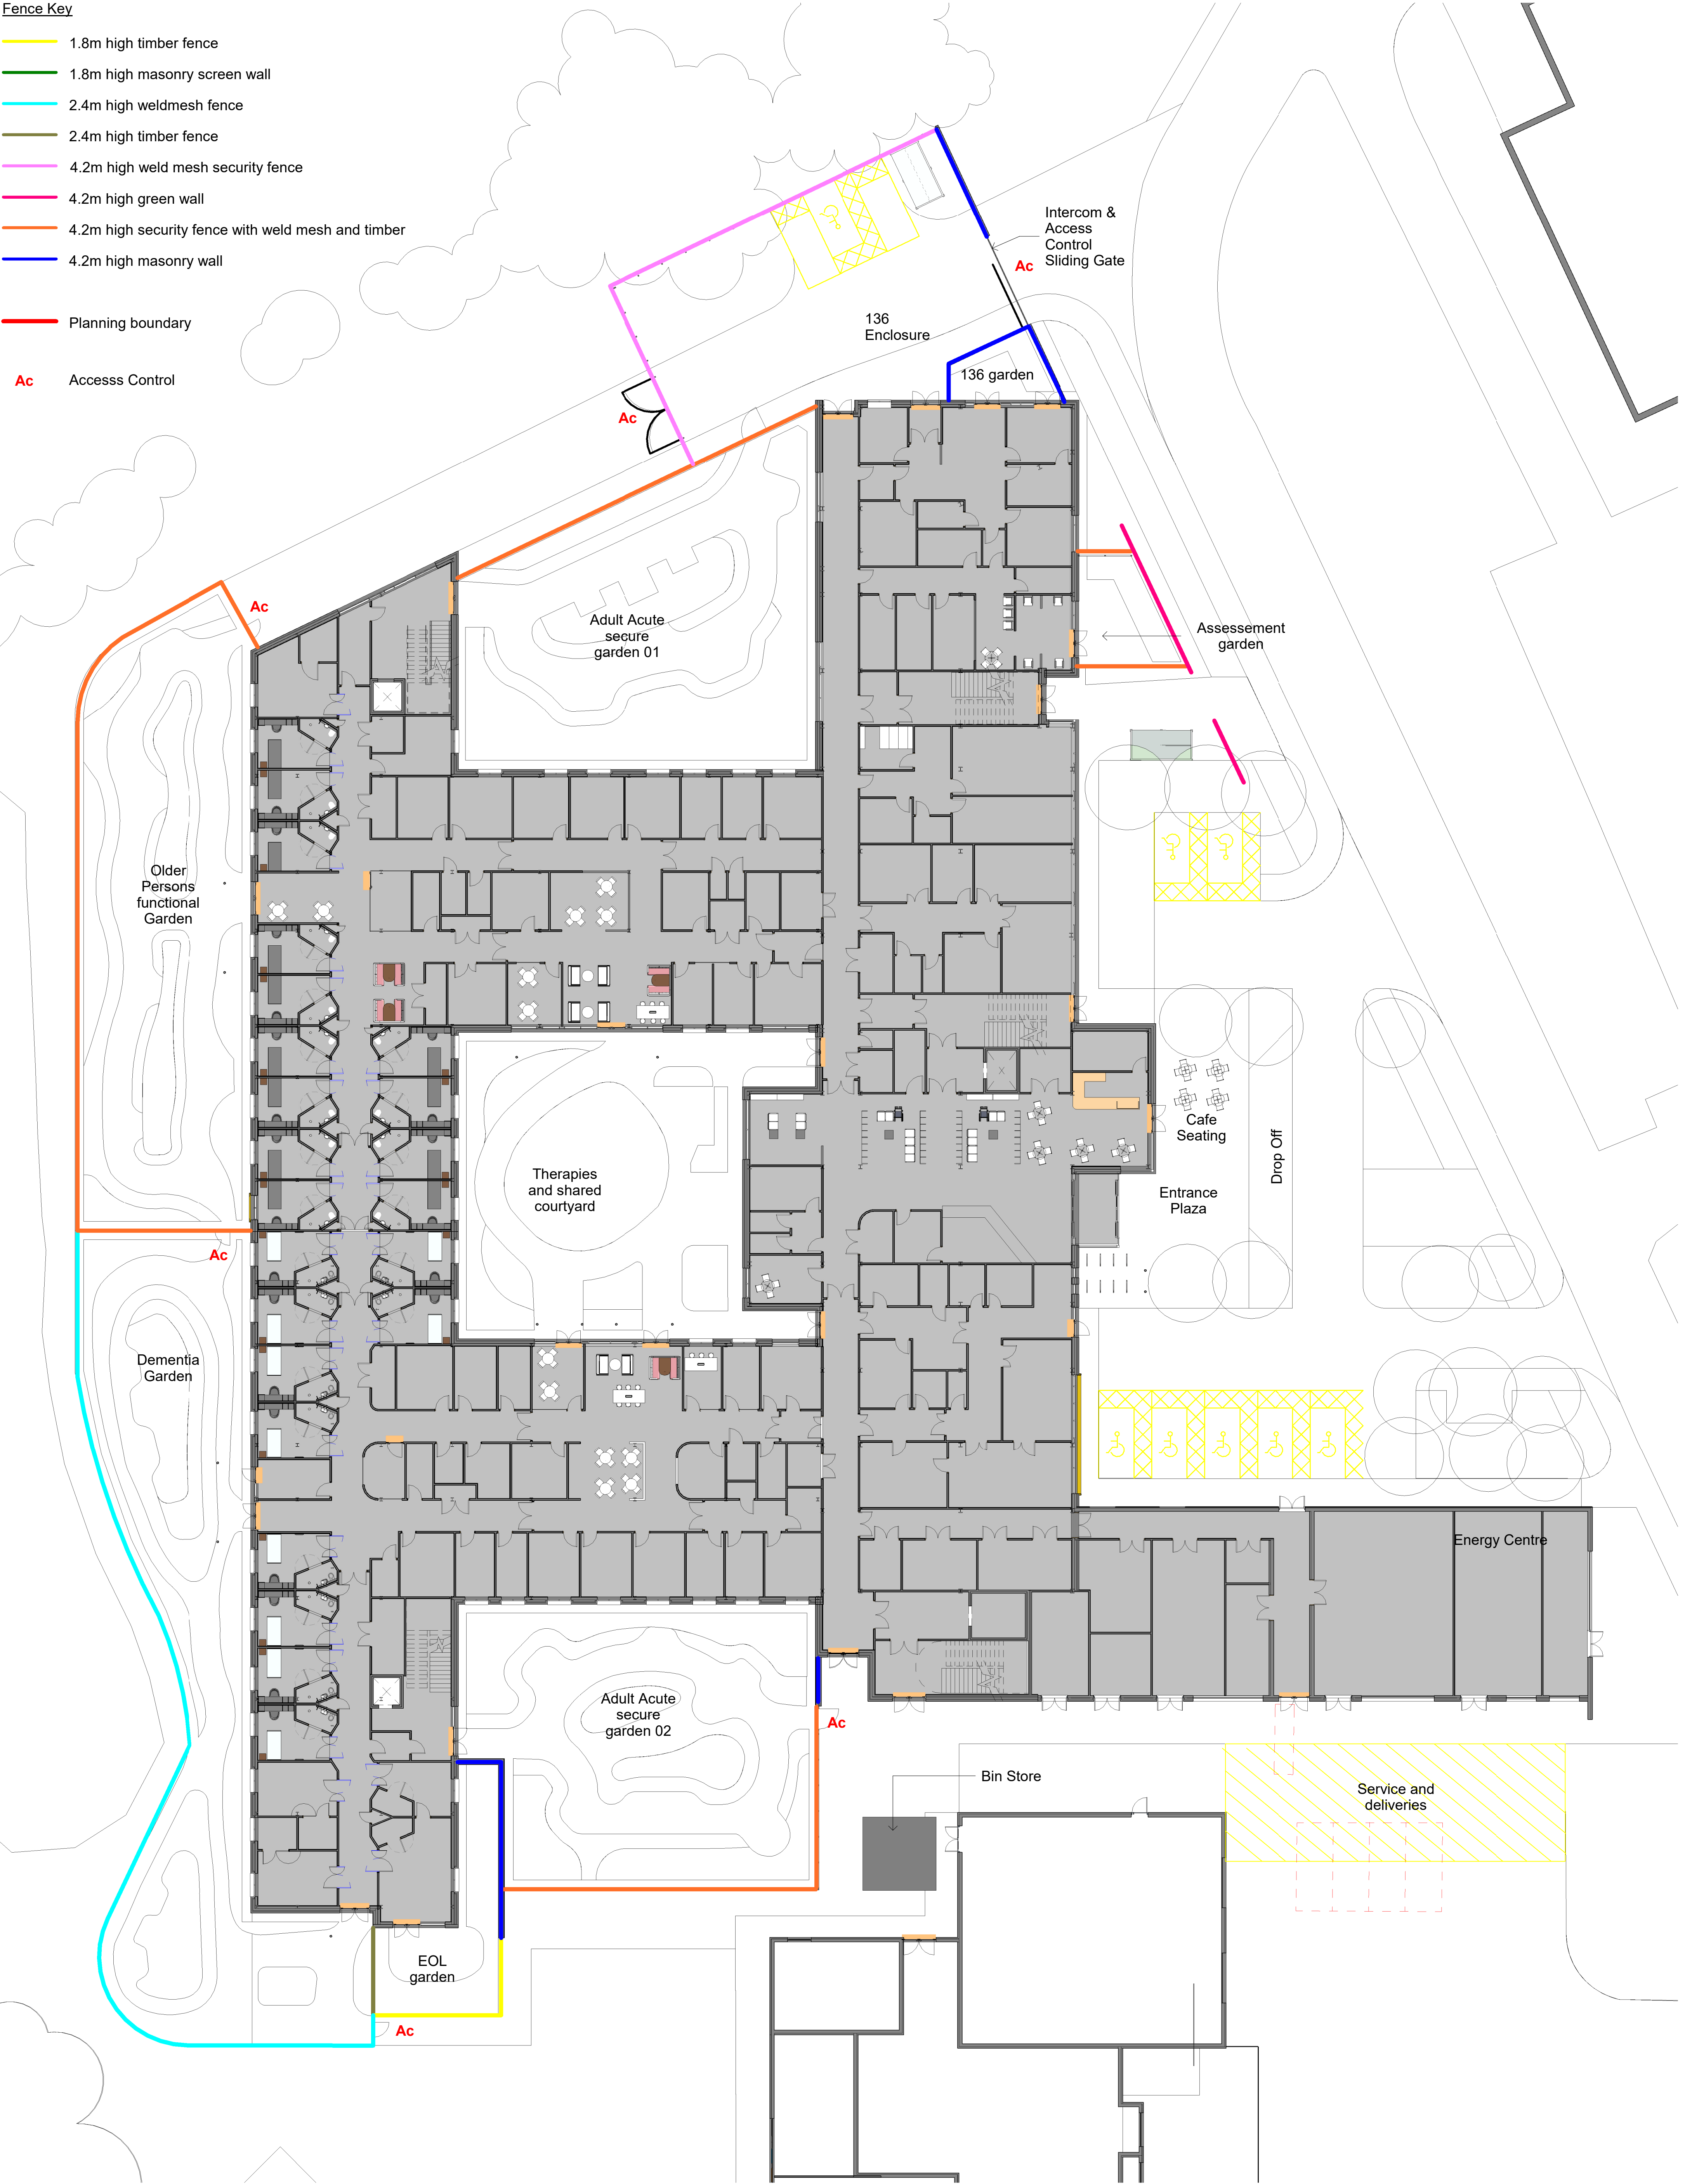 Fence Key
1.8m high timber fence
1.8m high masonry screen wall
2.4m high weldmesh fence
2.4m high timber fence
4.2m high weld mesh security fence
4.2m high green wall
4.2m high security fence with weld mesh and timber
4.2m high masonry wall
Planning boundary
Ac
Accesss Control
Intercom &
Access
Control
Sliding Gate
Ac
136
Enclosure
136 garden
Ac
Ac
Adult Acute
secure
garden 01
Assessement
garden
Older
Persons
functional
Garden
Cafe
Seating
Drop Off
Therapies
and shared
courtyard
Entrance
Plaza
Ac
Dementia
Garden
Energy Centre
Adult Acute
secure
garden 02
Ac
Bin Store
Service and
deliveries
EOL
garden
Ac